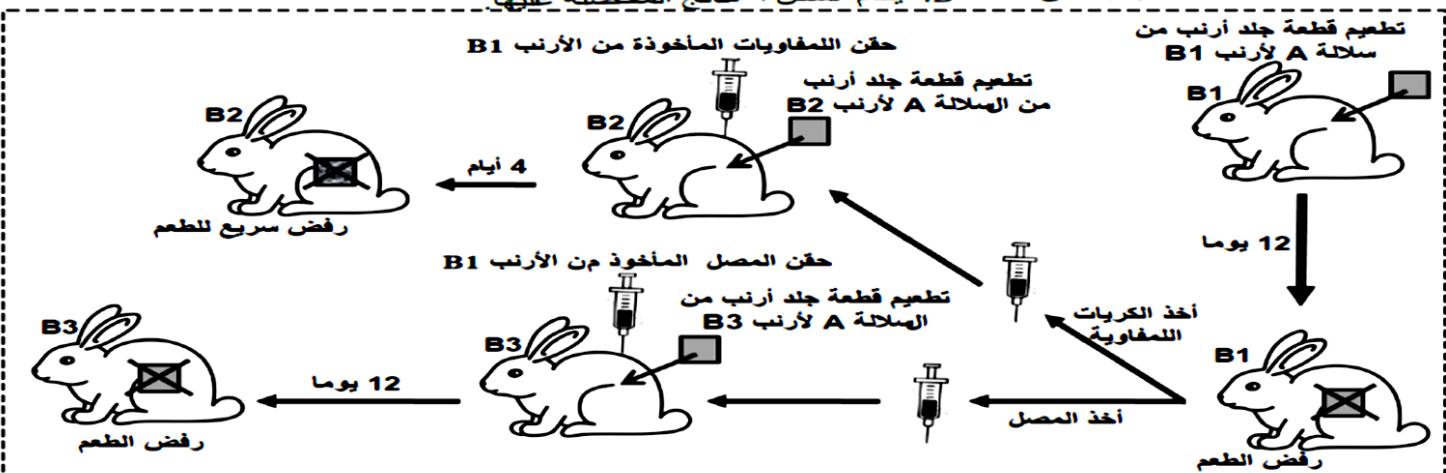 تطعيم قطعة جلد أرنب من
سلالة A لأرنب B1
B1
12 يوما
B1
رفض الطعم
أخذ الكريات
اللمفاوية
أخذ المصل
حقن اللمفاويات المأخوذة من الأرنب B1
تطعيم قطعة جلد أرنب
من السلالة A لأرنب B2
B2
4 أيام
B2
رفض سريع للطعم
حقن المصل المأخوذ من الأرنب B1
تطعيم قطعة جلد أرنب من
السلالة A لأرنب B3
B3
12 يوما
B3
رفض الطعم